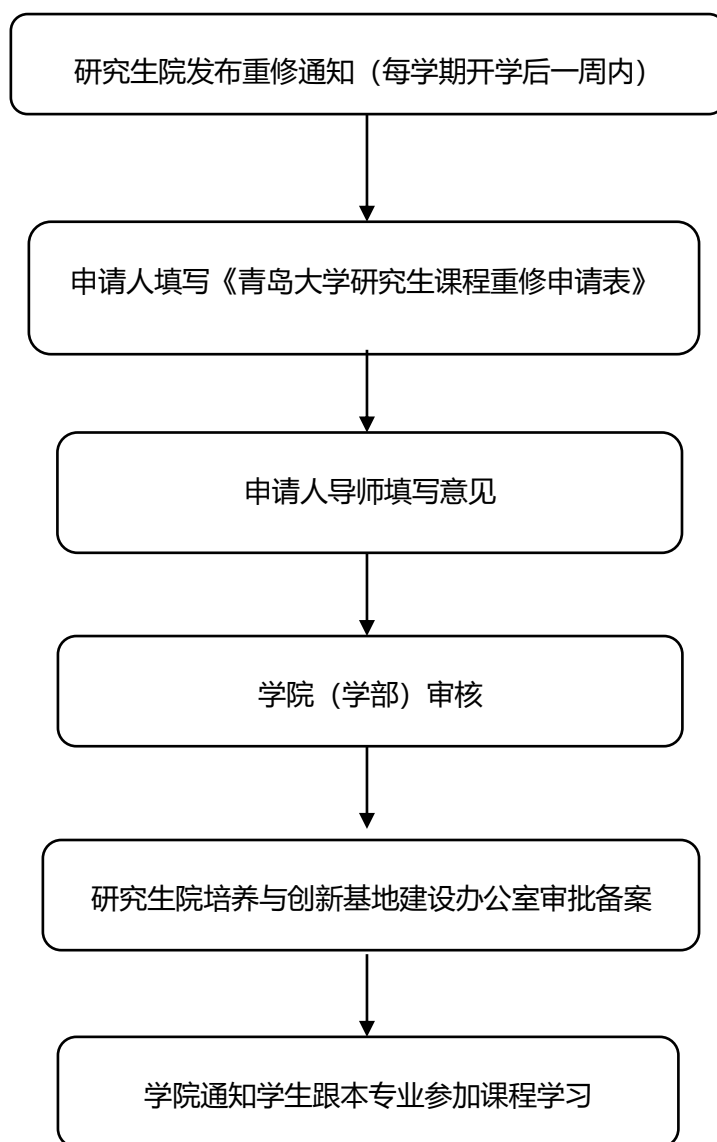 研究生院发布重修通知（每学期开学后一周内）
申请人填写《青岛大学研究生课程重修申请表》
申请人导师填写意见
学院（学部）审核
研究生院培养与创新基地建设办公室审批备案
学院通知学生跟本专业参加课程学习